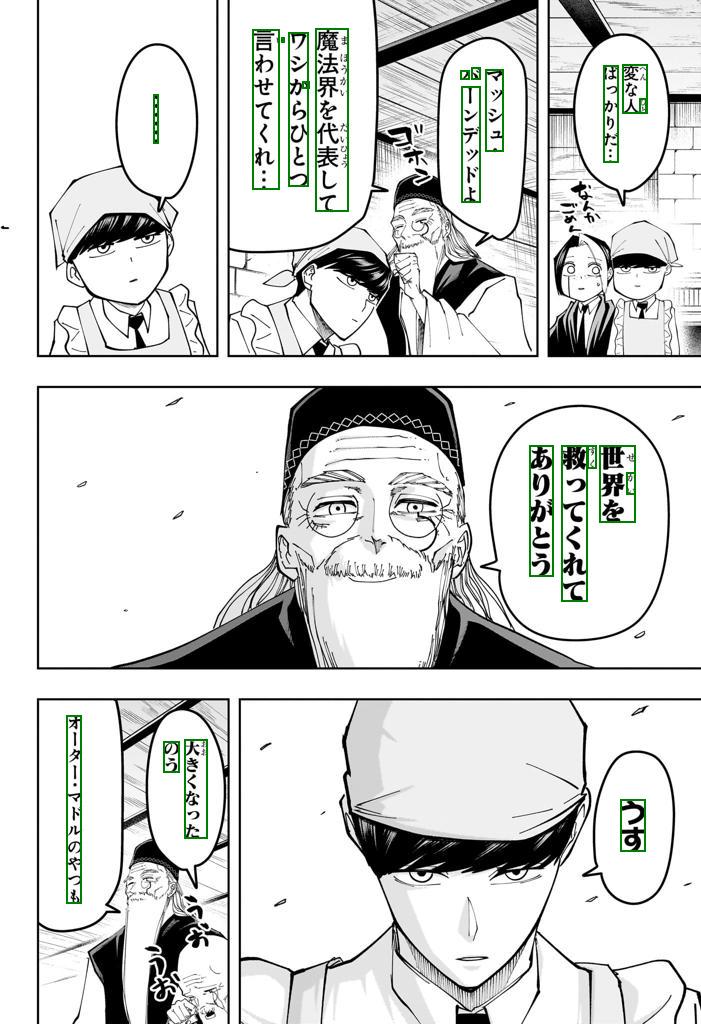 変な人
ばっかりだ…
なんか
ごめん
マッシュ・
バーンデッドよ
ゴホン
魔法界を代表して
ワシからひとつ
言わせてくれ…
……
世界を
救ってくれて
ありがとう
うす
大きくなった
のう
オーター・マドルのやつも
うおお
うおお